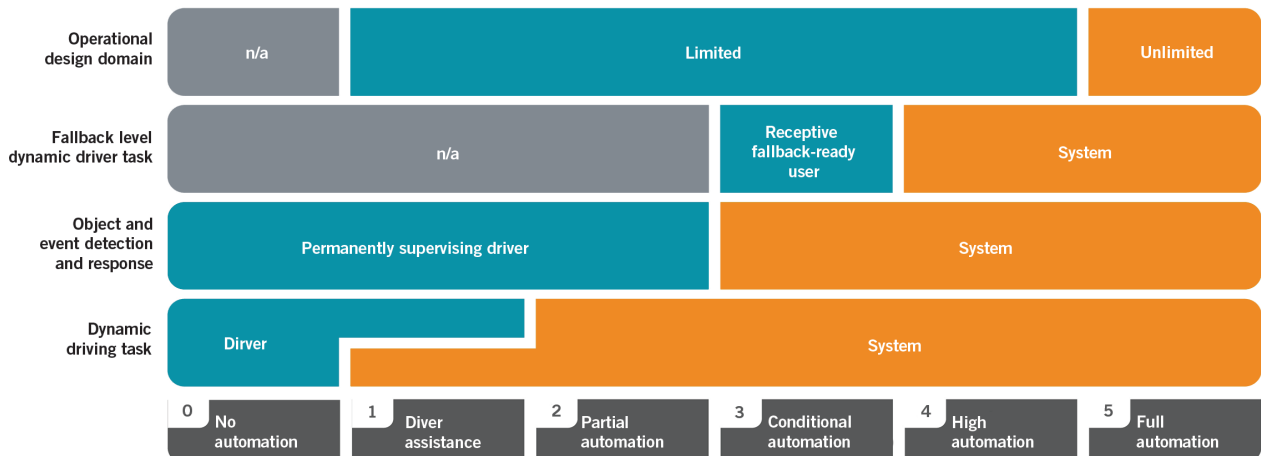 Operational
design domain
n/a
Limited
Unlimited
Fallback level
dynamic driver task
n/a
Receptive
fallback-ready
user
System
Object and
event detection
and response
Permanently supervising driver
System
Dynamic
driving task
Dirver
System
0
No
automation
1
Diver
assistance
2
Partial
automation
3
Conditional
automation
4
High
automation
5
Full
automation